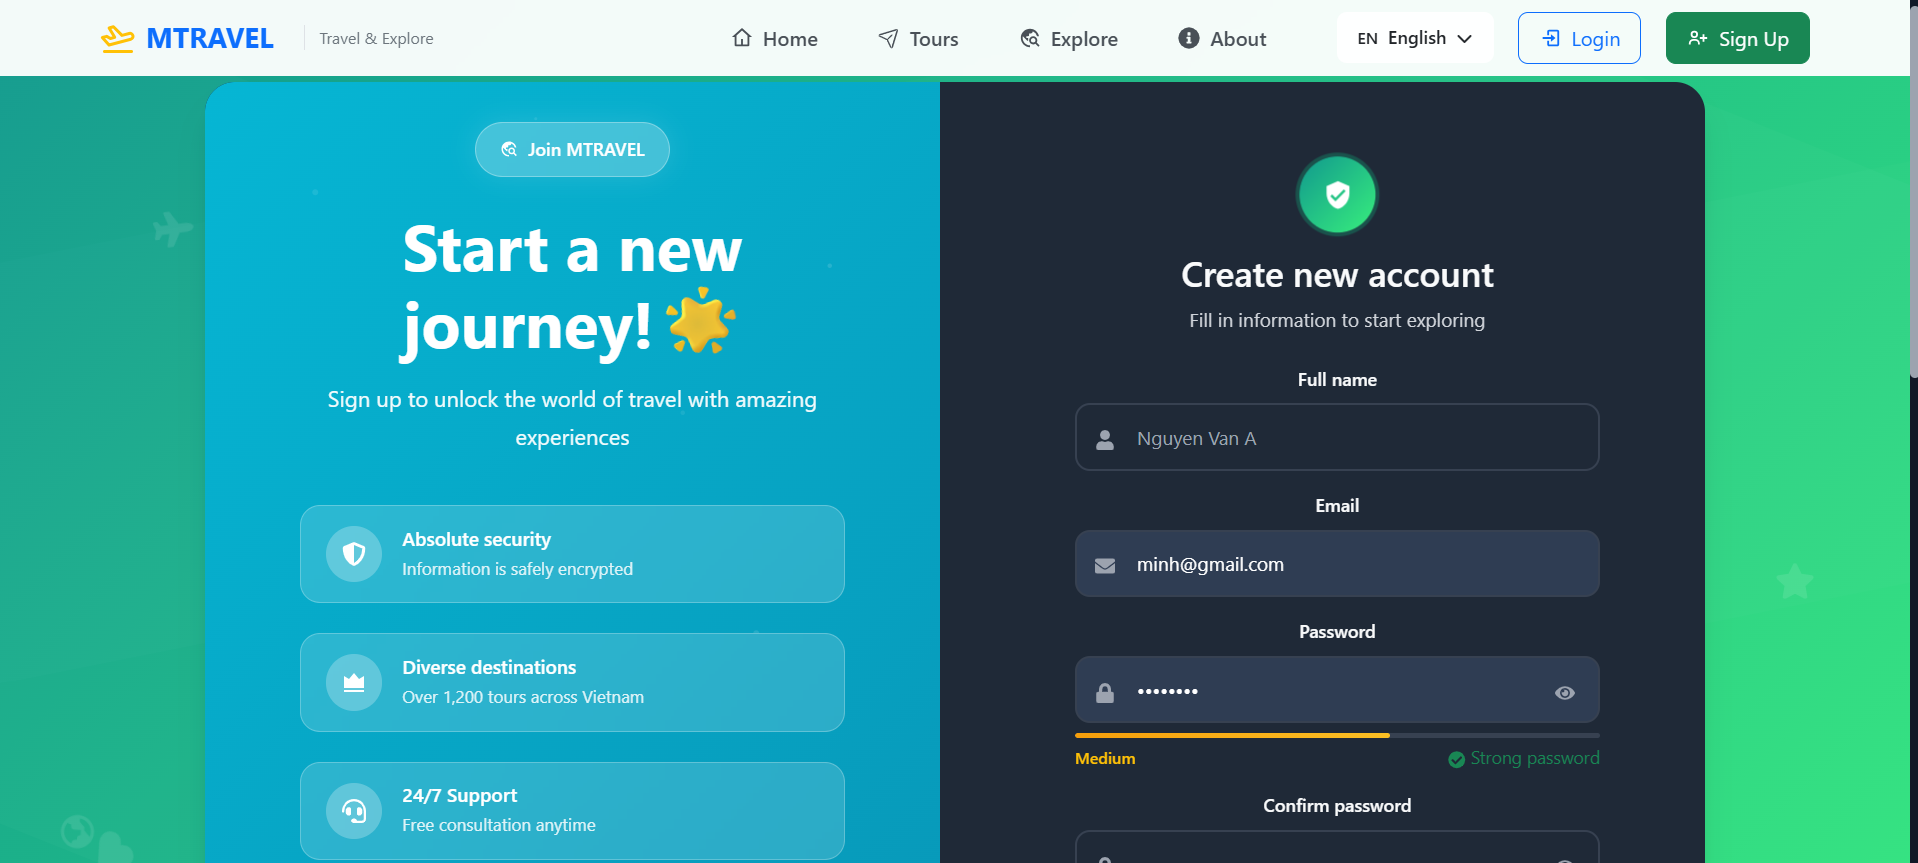 MTRAVEL
Travel & Explore
Home
Tours
Explore
About
EN English
Login
Sign Up
Join MTRAVEL
Start a new
journey!
Sign up to unlock the world of travel with amazing
experiences
Absolute security
Information is safely encrypted
Diverse destinations
Over 1,200 tours across Vietnam
24/7 Support
Free consultation anytime
Create new account
Fill in information to start exploring
Full name
Nguyen Van A
Email
minh@gmail.com
Password
••••••••
Medium
Strong password
Confirm password